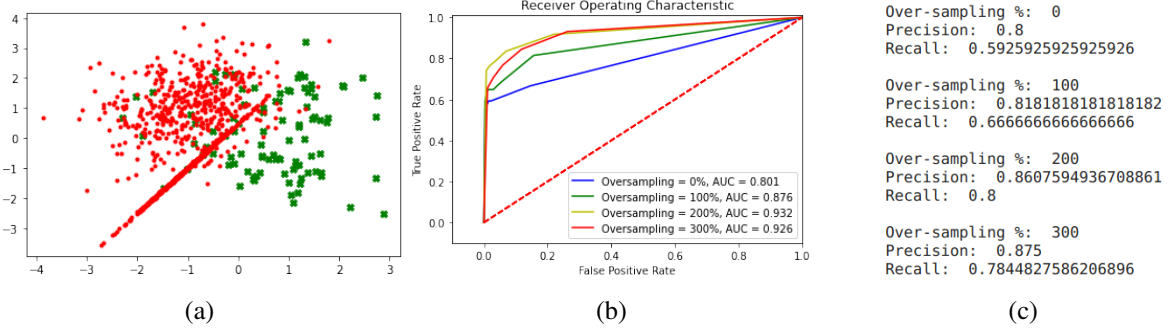 4
3
2
1
0
−1
−2
−3
−4
−3
−2
−1
0
1
2
3
(a)
Receiver Operating Characteristic
True Positive Rate
1.0
0.8
0.6
0.4
0.2
0.0
Oversampling = 0%, AUC = 0.801
Oversampling = 100%, AUC = 0.876
Oversampling = 200%, AUC = 0.932
Oversampling = 300%, AUC = 0.926
0.0
0.2
0.4
0.6
0.8
1.0
False Positive Rate
(b)
Over-sampling %: 0
Precision: 0.8
Recall: 0.5925925925925926
Over-sampling %: 100
Precision: 0.8181818181818182
Recall: 0.6666666666666666
Over-sampling %: 200
Precision: 0.8607594936708861
Recall: 0.8
Over-sampling %: 300
Precision: 0.875
Recall: 0.7844827586206896
(c)